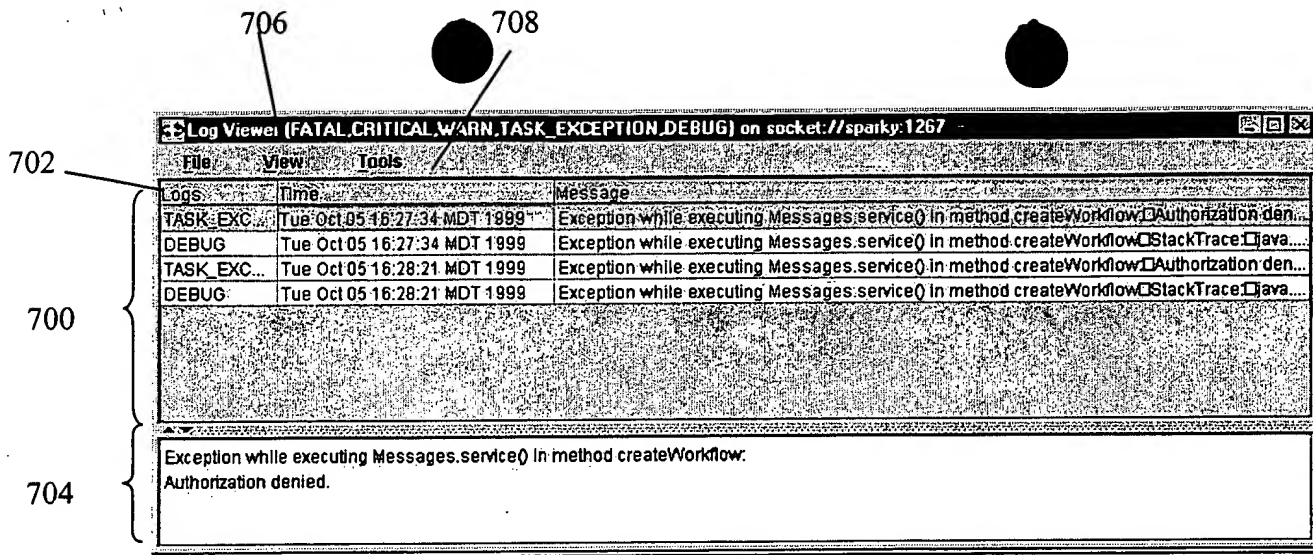 706 708
Log Viewer (FATAL,CRITICAL,WARN,TASK_EXCEPTION,DEBUG) on socket://sparky:1267
File View Tools
702
Logs Time Message
TASK_EXC... Tue Oct 05 16:27:34 MDT 1999 Exception while executing Messages.service() in method createWorkflow:□Authorization den...
DEBUG Tue Oct 05 16:27:34 MDT 1999 Exception while executing Messages.service() in method createWorkflow□StackTrace:□java....
TASK_EXC... Tue Oct 05 16:28:21 MDT 1999 Exception while executing Messages.service() in method createWorkflow:□Authorization den...
DEBUG Tue Oct 05 16:28:21 MDT 1999 Exception while executing Messages.service() in method createWorkflow□StackTrace:□java....
700
Exception while executing Messages.service() in method createWorkflow:
Authorization denied.
704